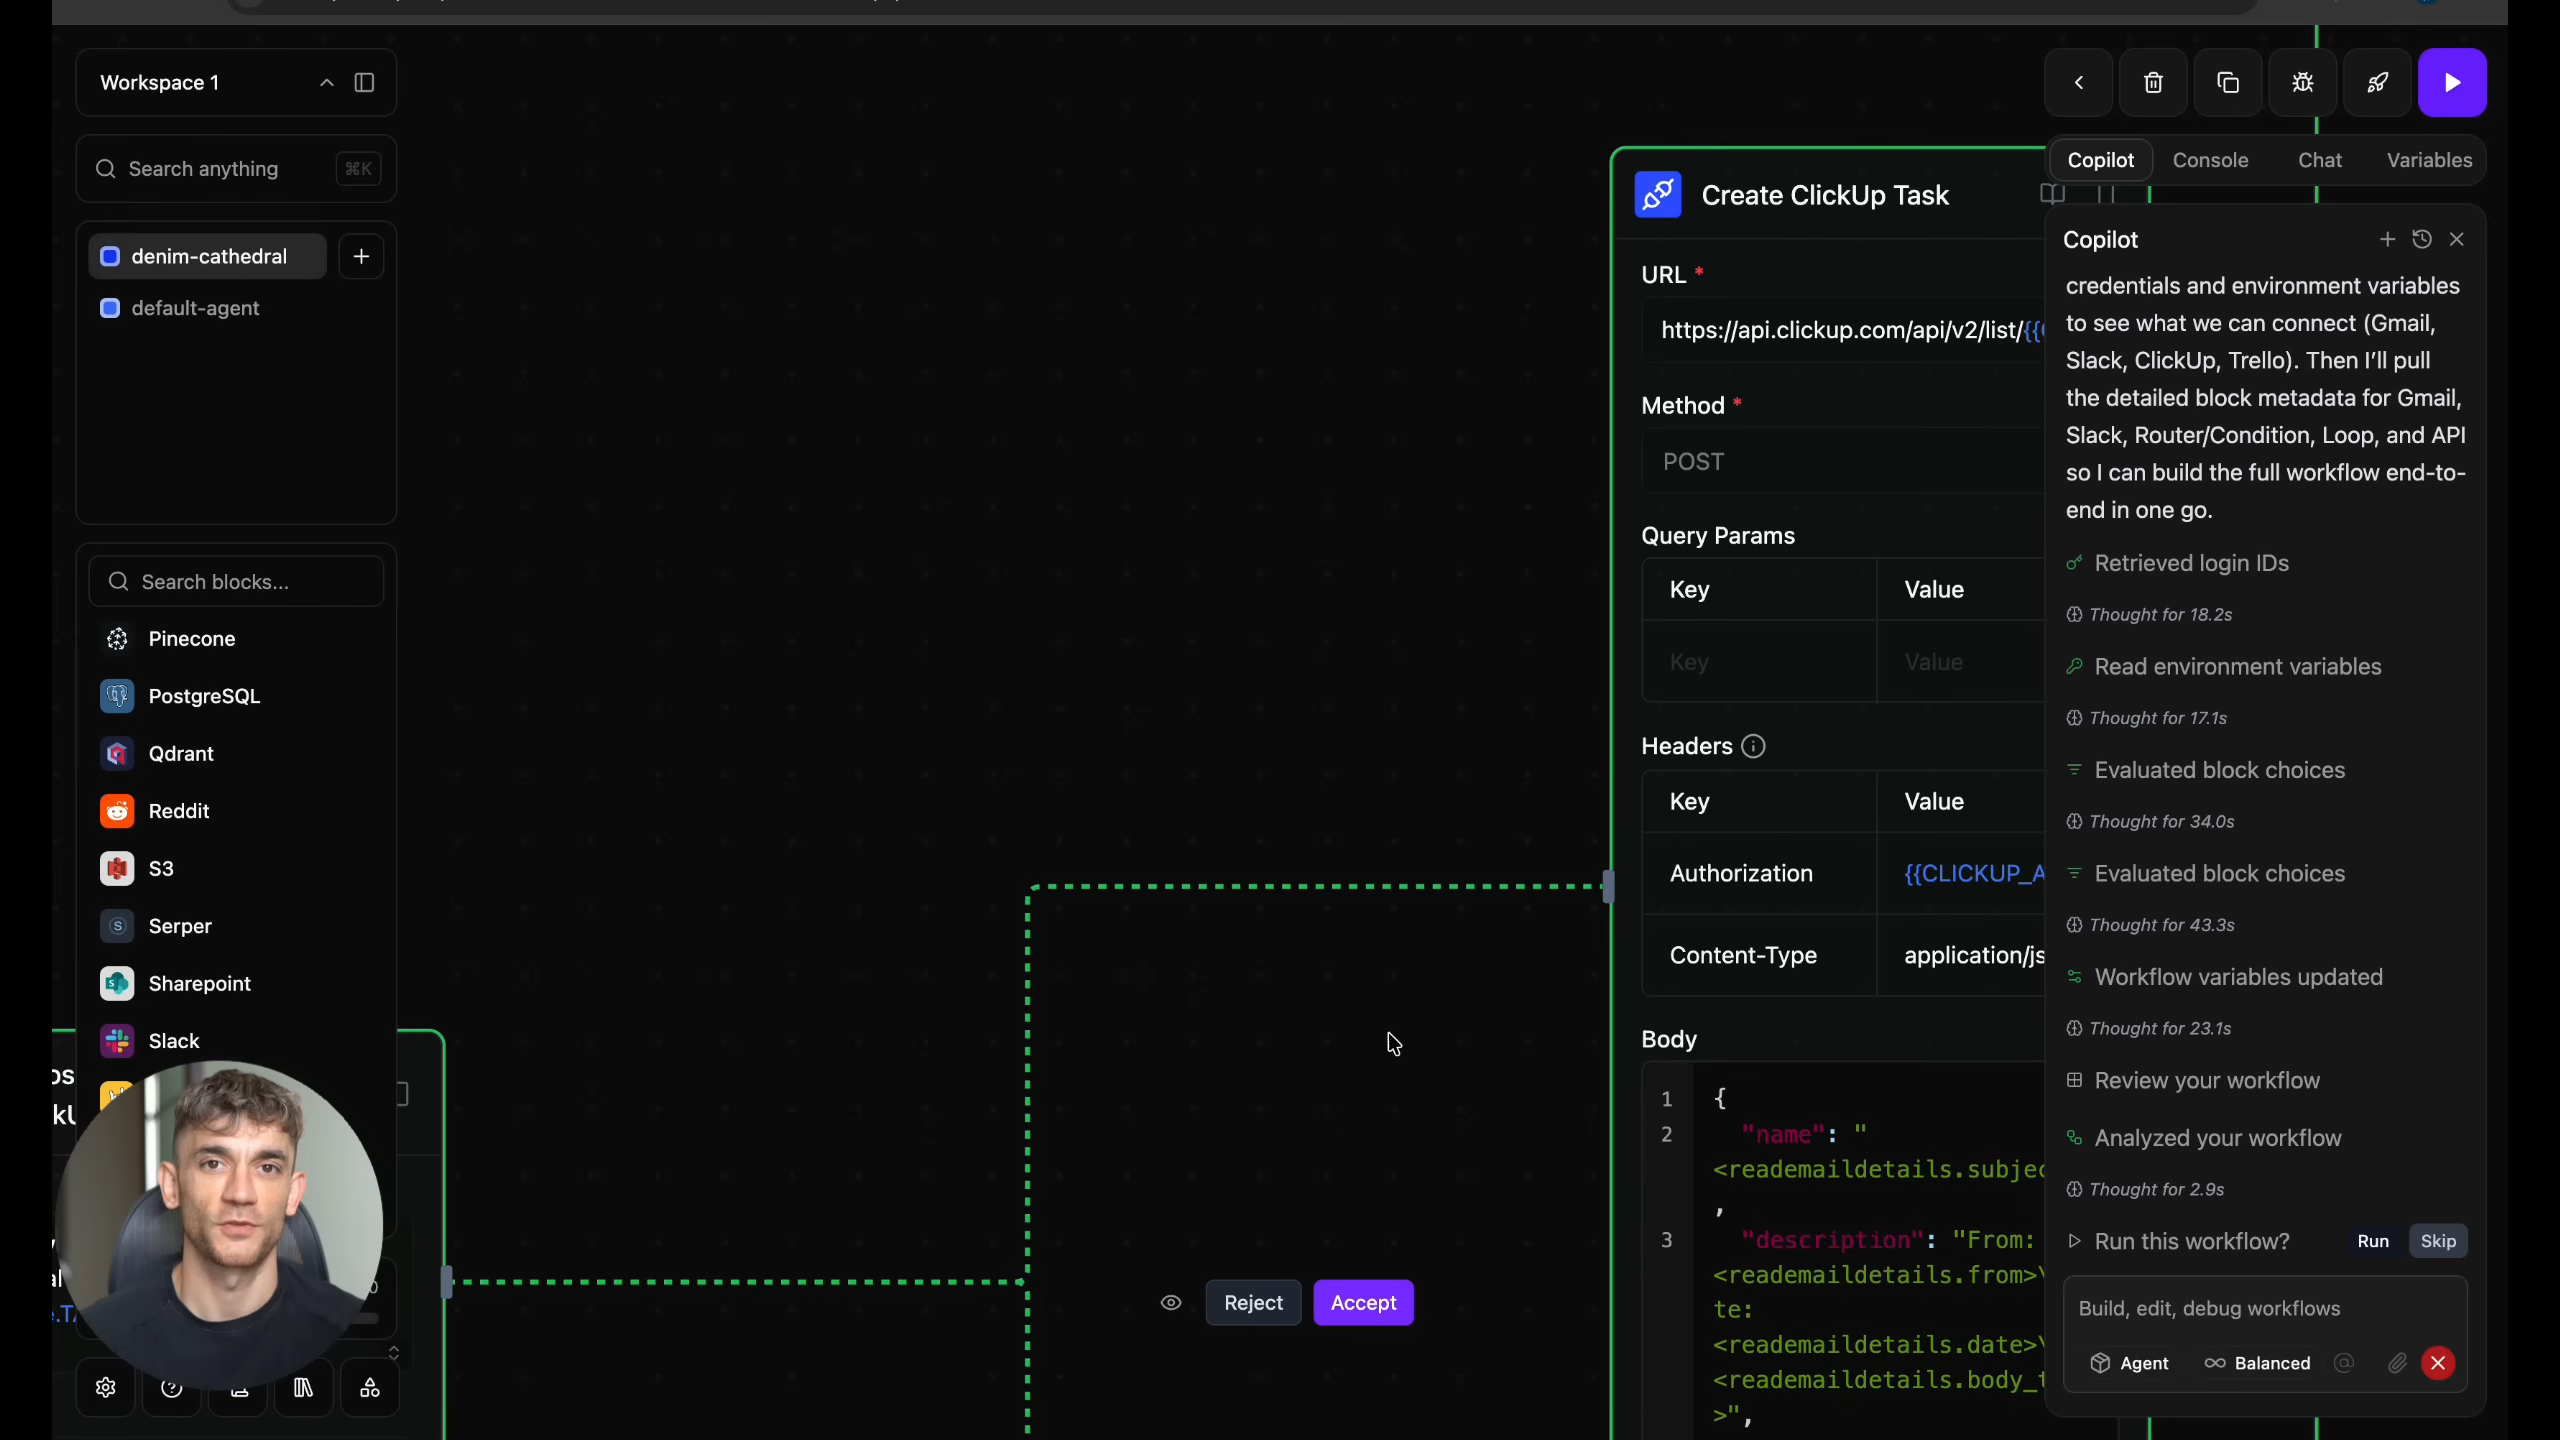 Workspace 1
Search anything
⌘K
denim-cathedral
default-agent
Search blocks...
Pinecone
PostgreSQL
Qdrant
Reddit
S3
Serper
Sharepoint
Slack
Create ClickUp Task
URL *
https://api.clickup.com/api/v2/list/{{
Method *
POST
Query Params
Key Value
Key Value
Headers
Key Value
Authorization {{CLICKUP_A
Content-Type application/js
Body
1 {
2 "name": "
<reademaildetails.subjec
,
3 "description": "From:
<reademaildetails.from>\
te:
<reademaildetails.date>\
<reademaildetails.body_t
>",
Reject
Accept
Copilot
Console
Chat
Variables
Copilot
credentials and environment variables
to see what we can connect (Gmail,
Slack, ClickUp, Trello). Then I'll pull
the detailed block metadata for Gmail,
Slack, Router/Condition, Loop, and API
so I can build the full workflow end-to-
end in one go.
Retrieved login IDs
Thought for 18.2s
Read environment variables
Thought for 17.1s
Evaluated block choices
Thought for 34.0s
Evaluated block choices
Thought for 43.3s
Workflow variables updated
Thought for 23.1s
Review your workflow
Analyzed your workflow
Thought for 2.9s
Run this workflow?
Run
Skip
Build, edit, debug workflows
Agent
Balanced